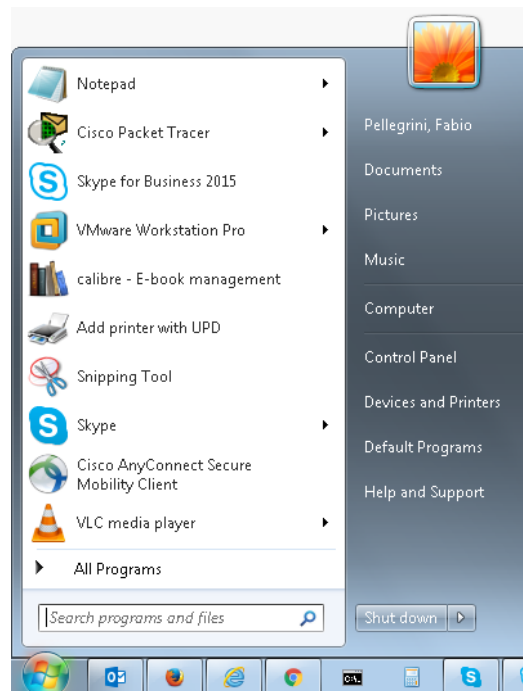 Notepad
Cisco Packet Tracer
Skype for Business 2015
VMware Workstation Pro
calibre - E-book management
Add printer with UPD
Snipping Tool
Skype
Cisco AnyConnect Secure
Mobility Client
VLC media player
All Programs
Search programs and files
Pellegrini, Fabio
Documents
Pictures
Music
Computer
Control Panel
Devices and Printers
Default Programs
Help and Support
Shut down
C:\.